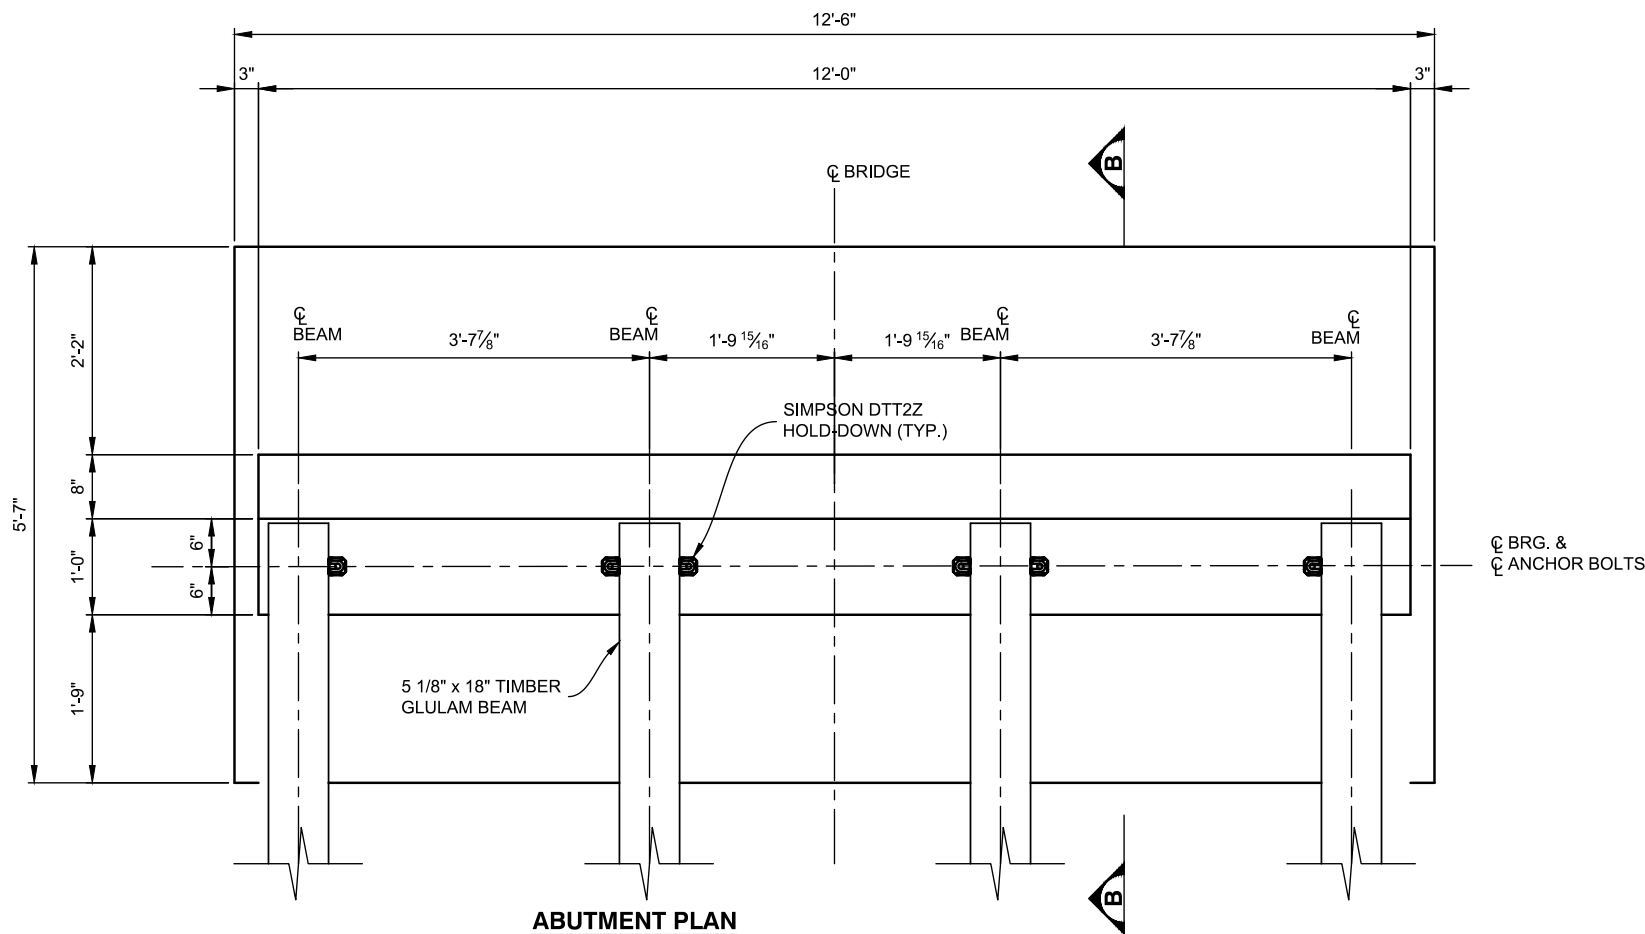 12'-6"
3"
12'-0"
3"
B
℄ BRIDGE
℄
BEAM
℄
BEAM
℄
BEAM
℄
BEAM
3'-7⅞"
1'-9 15⁄16"
1'-9 15⁄16"
3'-7⅞"
2'-2"
SIMPSON DTT2Z
HOLD-DOWN (TYP.)
8"
5'-7"
1'-0"
6"
6"
℄ BRG. &
℄ ANCHOR BOLTS
1'-9"
5 1/8" x 18" TIMBER
GLULAM BEAM
B
ABUTMENT PLAN